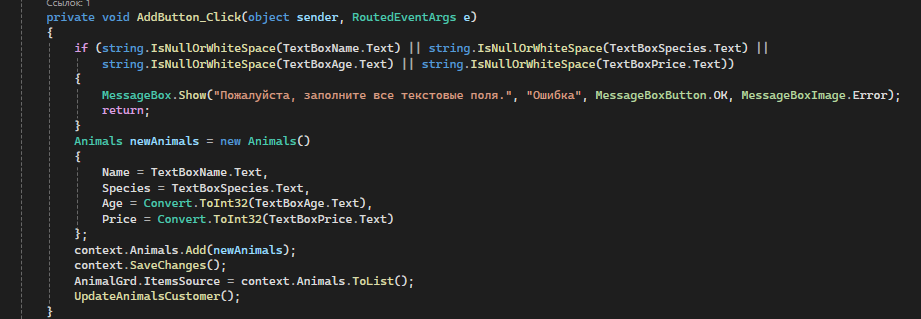 Ссылок: 1
private void AddButton_Click(object sender, RoutedEventArgs e)
{
if (string.IsNullOrWhiteSpace(TextBoxName.Text) || string.IsNullOrWhiteSpace(TextBoxSpecies.Text) ||
string.IsNullOrWhiteSpace(TextBoxAge.Text) || string.IsNullOrWhiteSpace(TextBoxPrice.Text))
{
MessageBox.Show("Пожалуйста, заполните все текстовые поля.", "Ошибка", MessageBoxButton.OK, MessageBoxImage.Error);
return;
}
Animals newAnimals = new Animals()
{
Name = TextBoxName.Text,
Species = TextBoxSpecies.Text,
Age = Convert.ToInt32(TextBoxAge.Text),
Price = Convert.ToInt32(TextBoxPrice.Text)
};
context.Animals.Add(newAnimals);
context.SaveChanges();
AnimalGrd.ItemsSource = context.Animals.ToList();
UpdateAnimalsCustomer();
}